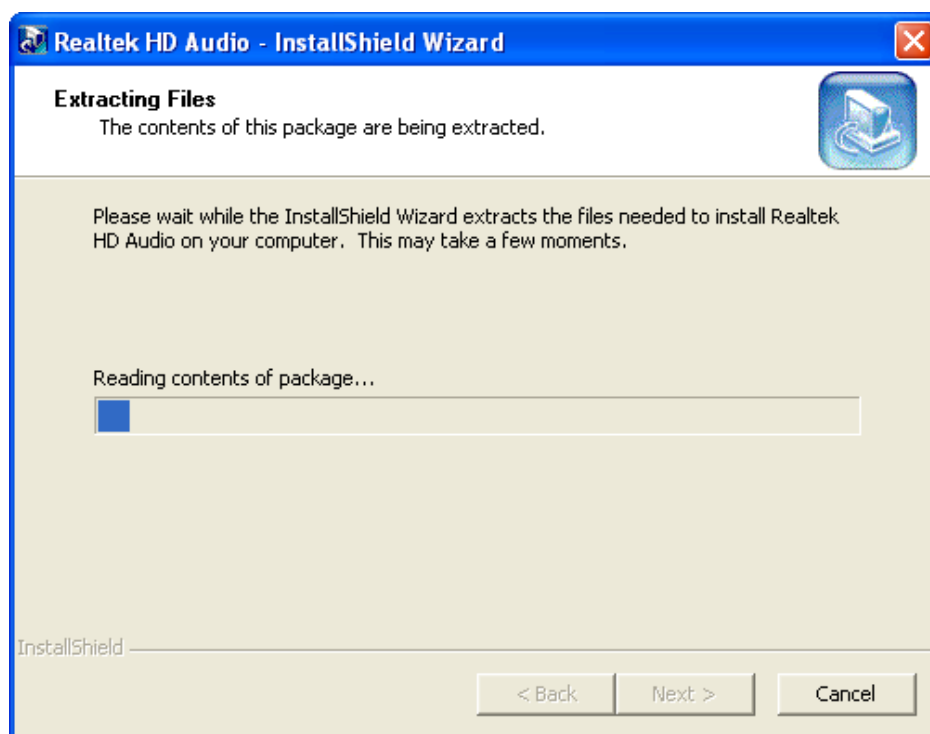 Realtek HD Audio - InstallShield Wizard
Extracting Files
The contents of this package are being extracted.
Please wait while the InstallShield Wizard extracts the files needed to install Realtek
HD Audio on your computer.  This may take a few moments.
Reading contents of package...
InstallShield
< Back
Next >
Cancel